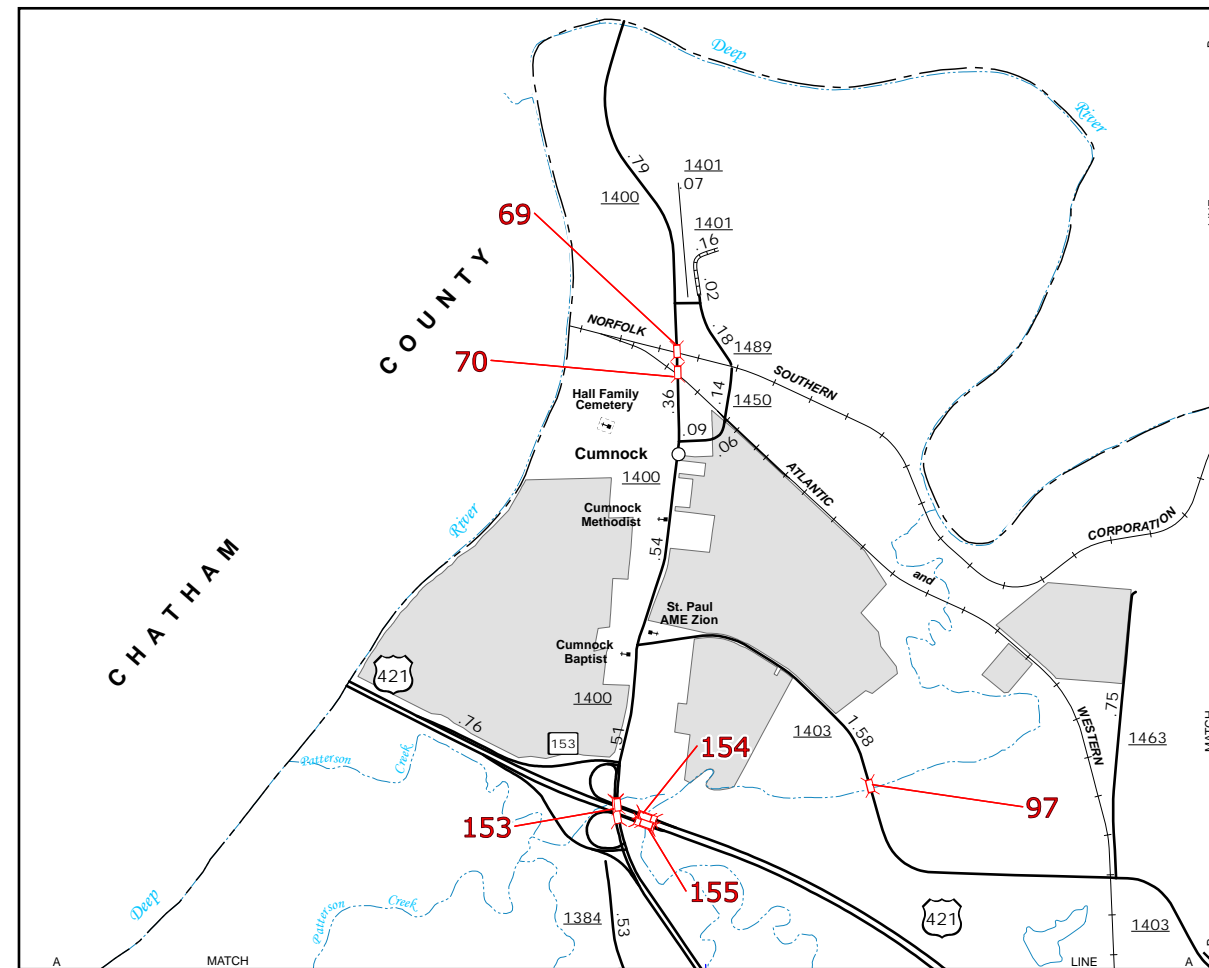 Deep
River
.79
1401
.07
1400
69
1401
.16
.02
COUNTY
NORFOLK
.18
1489
70
SOUTHERN
Hall Family
Cemetery
.36
.14
1450
.09
.06
Cumnock
1400
ATLANTIC
Cumnock
Methodist
River
CORPORATION
.54
and
CHATHAM
St. Paul
AME Zion
Cumnock
Baptist
421
1400
.75
.76
.51
1403
1.58
WESTERN
1463
MATCH
153
154
Patterson
Creek
153
97
155
Deep
Patterson
Creek
1384
.53
421
1403
A
MATCH
LINE
A